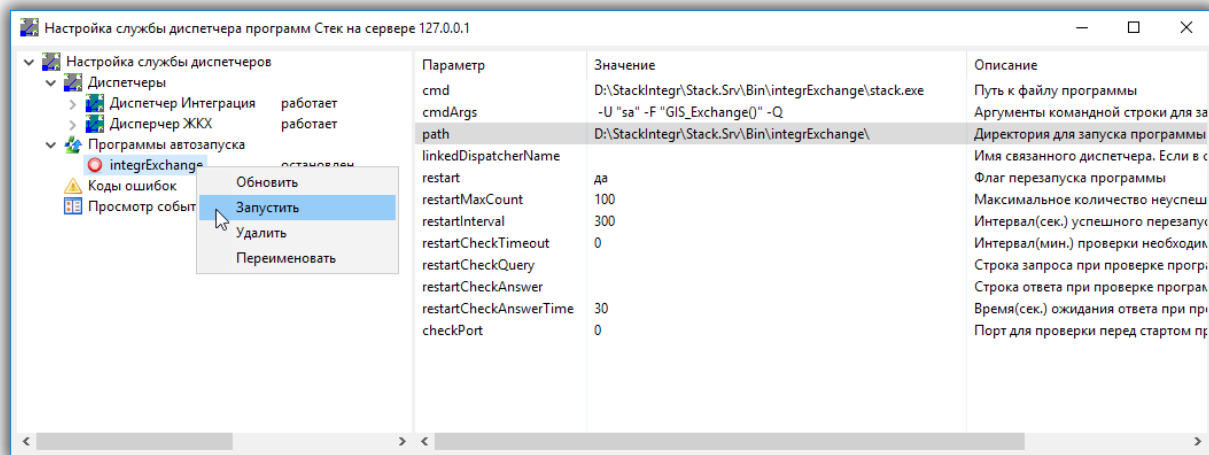 Настройка службы диспетчера программ Стек на сервере 127.0.0.1
Настройка службы диспетчеров
Диспетчеры
Диспетчер Интеграция работает
Дисперчер ЖКХ работает
Программы автозапуска
integrExchange остановлен
Коды ошибок
Просмотр событ
Обновить
Запустить
Удалить
Переименовать
Параметр Значение Описание
cmd D:\StackIntegr\Stack.Srv\Bin\integrExchange\stack.exe Путь к файлу программы
cmdArgs -U "sa" -F "GIS_Exchange()" -Q Аргументы командной строки для за
path D:\StackIntegr\Stack.Srv\Bin\integrExchange\ Директория для запуска программы
linkedDispatcherName Имя связанного диспетчера. Если в с
restart да Флаг перезапуска программы
restartMaxCount 100 Максимальное количество неуспеш
restartInterval 300 Интервал(сек.) успешного перезапус
restartCheckTimeout 0 Интервал(мин.) проверки необходим
restartCheckQuery Строка запроса при проверке програ
restartCheckAnswer Строка ответа при проверке програм
restartCheckAnswerTime 30 Время(сек.) ожидания ответа при про
checkPort 0 Порт для проверки перед стартом пр